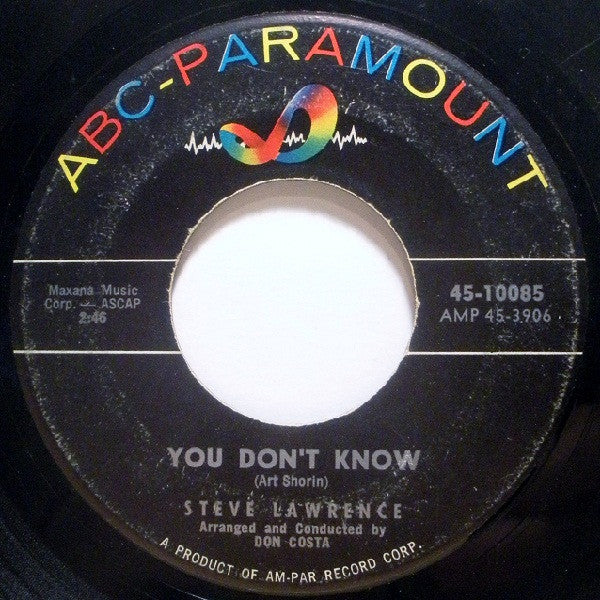 ABC-PARAMOUNT
Maxana Music
Corp. — ASCAP
2:46
45-10085
AMP 45-3906
YOU DON'T KNOW
(Art Shorin)
STEVE LAWRENCE
Arranged and Conducted by
DON COSTA
A PRODUCT OF AM-PAR RECORD CORP.